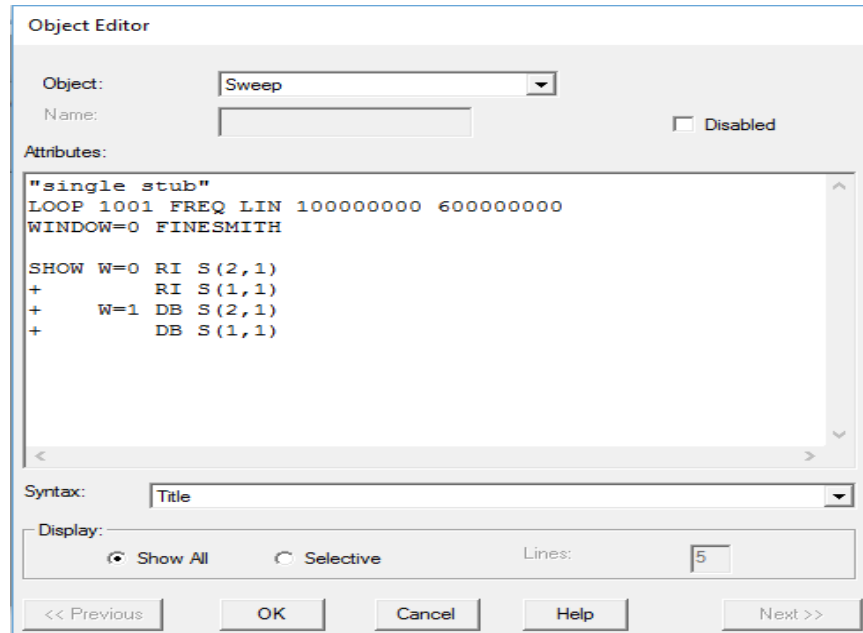 Object Editor
Object: Sweep
Name:
Disabled
Attributes:
"single stub"
LOOP 1001 FREQ LIN 100000000 600000000
WINDOW=0 FINESMITH
SHOW W=0 RI S(2,1)
+ RI S(1,1)
+ W=1 DB S(2,1)
+ DB S(1,1)
Syntax: Title
Display:
Show All Selective Lines: 5
<< Previous OK Cancel Help Next >>